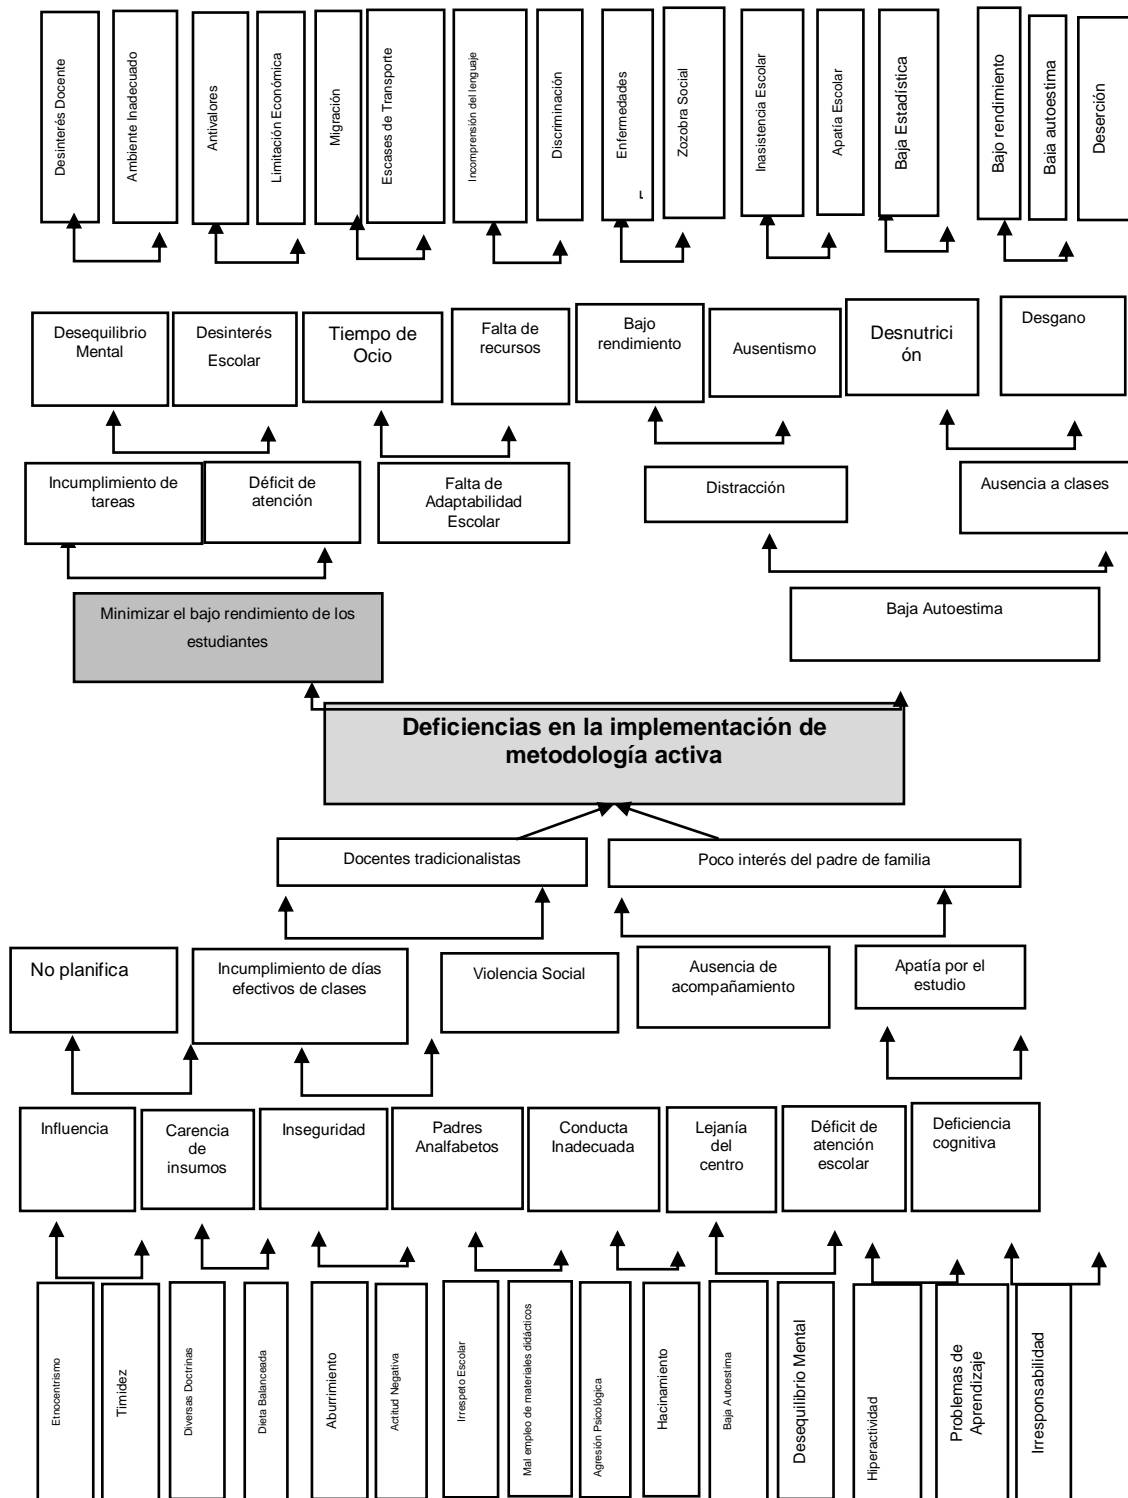 Desinterés Docente
Ambiente Inadecuado
Antivalores
Limitación Económica
Migración
Escases de Transporte
Incomprensión del lenguaje
Discriminación
Enfermedades
Zozobra Social
Inasistencia Escolar
Apatía Escolar
Baja Estadística
Bajo rendimiento
Baja autoestima
Deserción
Desequilibrio
Mental
Desinterés
Escolar
Tiempo de
Ocio
Falta de
recursos
Bajo
rendimiento
Ausentismo
Desnutrici
ón
Desgano
Incumplimiento de
tareas
Déficit de
atención
Falta de
Adaptabilidad
Escolar
Distracción
Ausencia a clases
Minimizar el bajo rendimiento de los
estudiantes
Baja Autoestima
Deficiencias en la implementación de
metodología activa
Docentes tradicionalistas
Poco interés del padre de familia
No planifica
Incumplimiento de días
efectivos de clases
Violencia Social
Ausencia de
acompañamiento
Apatía por el
estudio
Influencia
Carencia
de
insumos
Inseguridad
Padres
Analfabetos
Conducta
Inadecuada
Lejanía
del
centro
Déficit de
atención
escolar
Deficiencia
cognitiva
Etnocentrismo
Timidez
Diversas Doctrinas
Dieta Balanceada
Aburrimiento
Actitud Negativa
Irrespeto Escolar
Mal empleo de materiales didácticos
Agresión Psicológica
Hacinamiento
Baja Autoestima
Desequilibrio Mental
Hiperactividad
Problemas de
Aprendizaje
Irresponsabilidad